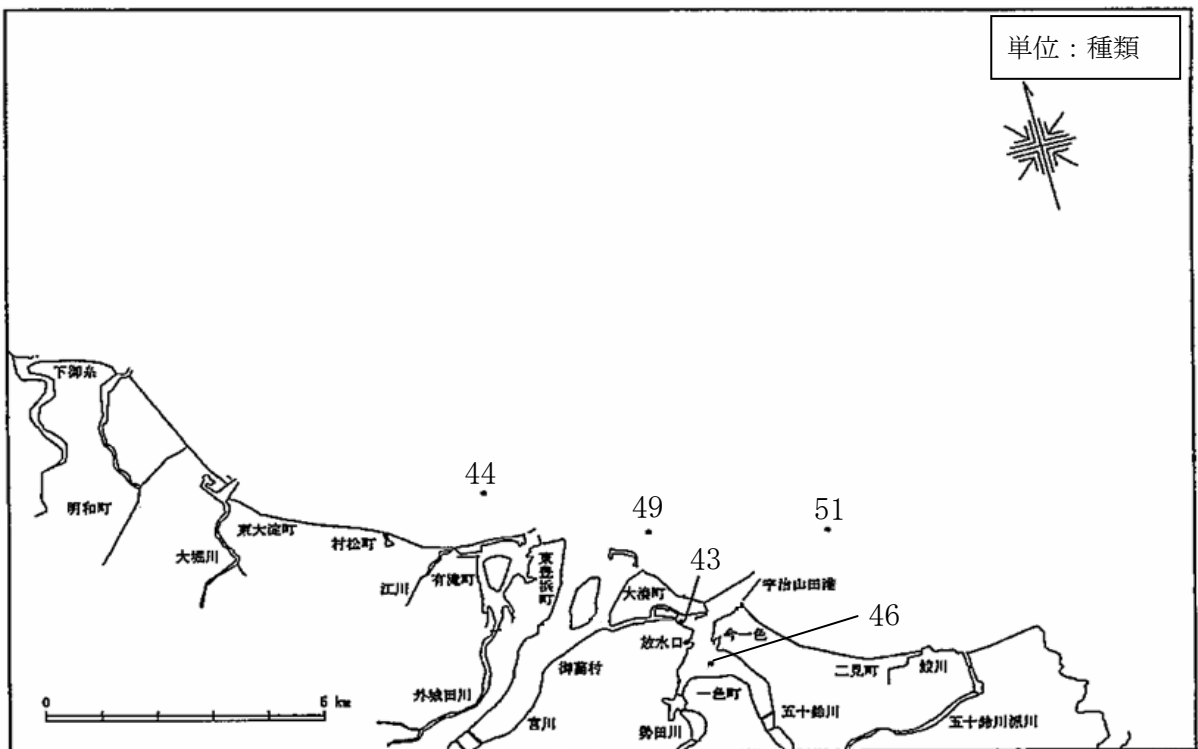 単位：種類
下御糸
44
明和町
49
51
東大淀町
大堀川
村松町
江川
有滝町
東豊浜町
43
大湊町
宇治山田港
放水口
今一色
46
御薗村
二見町
一色町
五十鈴川
五十鈴川派川
外城田川
宮川
勢田川
0
5 km